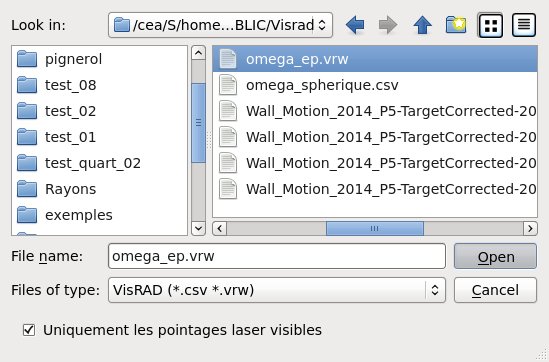 Look in: /cea/S/home...BLIC/Visrad
pignerol
test_08
test_02
test_01
test_quart_02
Rayons
exemples
omega_ep.vrw
omega_spherique.csv
Wall_Motion_2014_P5-TargetCorrected-20
Wall_Motion_2014_P5-TargetCorrected-20
Wall_Motion_2014_P5-TargetCorrected-20
Wall_Motion_2014_P5-TargetCorrected-20
File name: omega_ep.vrw Open
Files of type: VisRAD (*.csv *.vrw) Cancel
Uniquement les pointages laser visibles